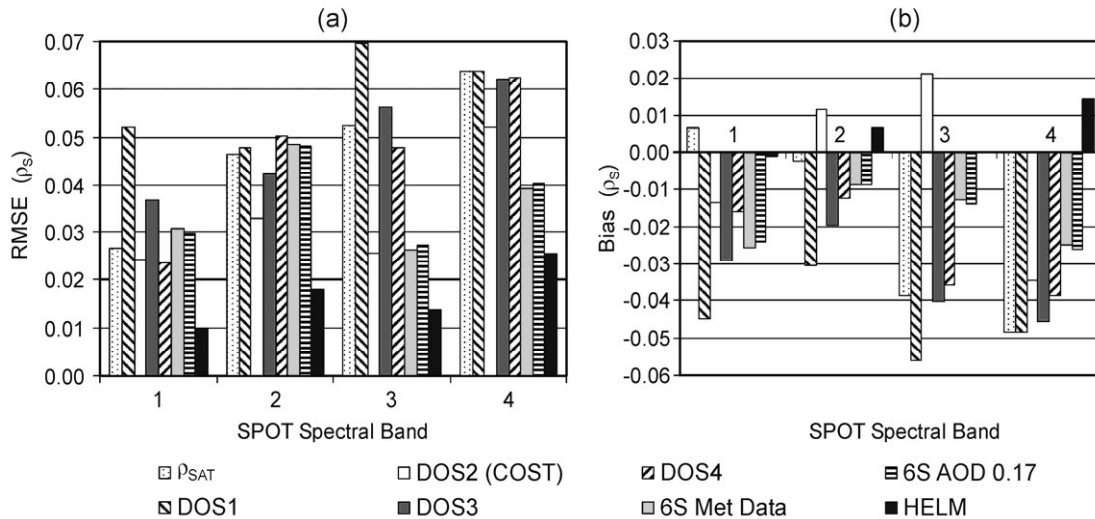 (a)
RMSE (ρS)
0.07
0.06
0.05
0.04
0.03
0.02
0.01
0.00
1 2 3 4
SPOT Spectral Band
(b)
Bias (ρS)
0.03
0.02
0.01
0.00
-0.01
-0.02
-0.03
-0.04
-0.05
-0.06
1 2 3 4
SPOT Spectral Band
ρSAT DOS2 (COST) DOS4 6S AOD 0.17
DOS1 DOS3 6S Met Data HELM